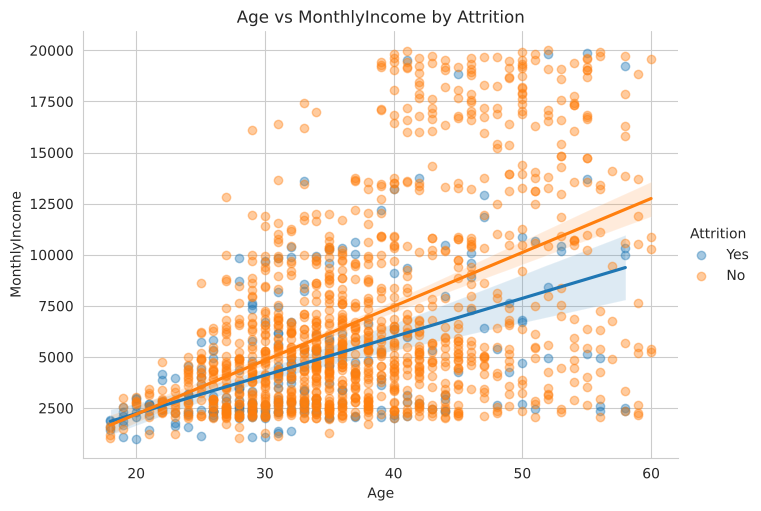 Age vs MonthlyIncome by Attrition
20000
17500
15000
12500
10000
7500
5000
2500
MonthlyIncome
20 30 40 50 60
Age
Attrition
Yes
No